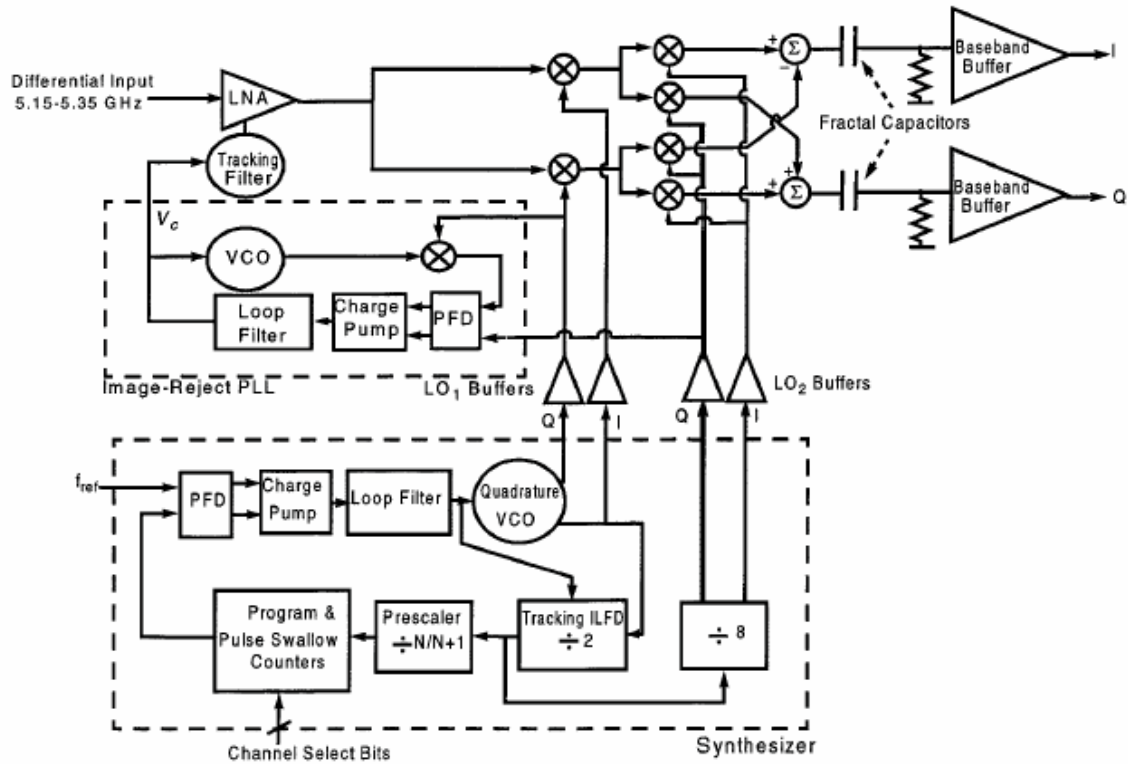 Differential Input
5.15-5.35 GHz
LNA
Tracking
Filter
V_c
VCO
Loop
Filter
Charge
Pump
PFD
Image-Reject PLL
LO₁ Buffers
Q
I
LO₂ Buffers
Q
I
+
Σ
−
+
+
Σ
Fractal Capacitors
Baseband
Buffer
I
Baseband
Buffer
Q
f_ref
PFD
Charge
Pump
Loop Filter
Quadrature
VCO
Program &
Pulse Swallow
Counters
Prescaler
÷N/N+1
Tracking ILFD
÷2
÷ 8
Channel Select Bits
Synthesizer